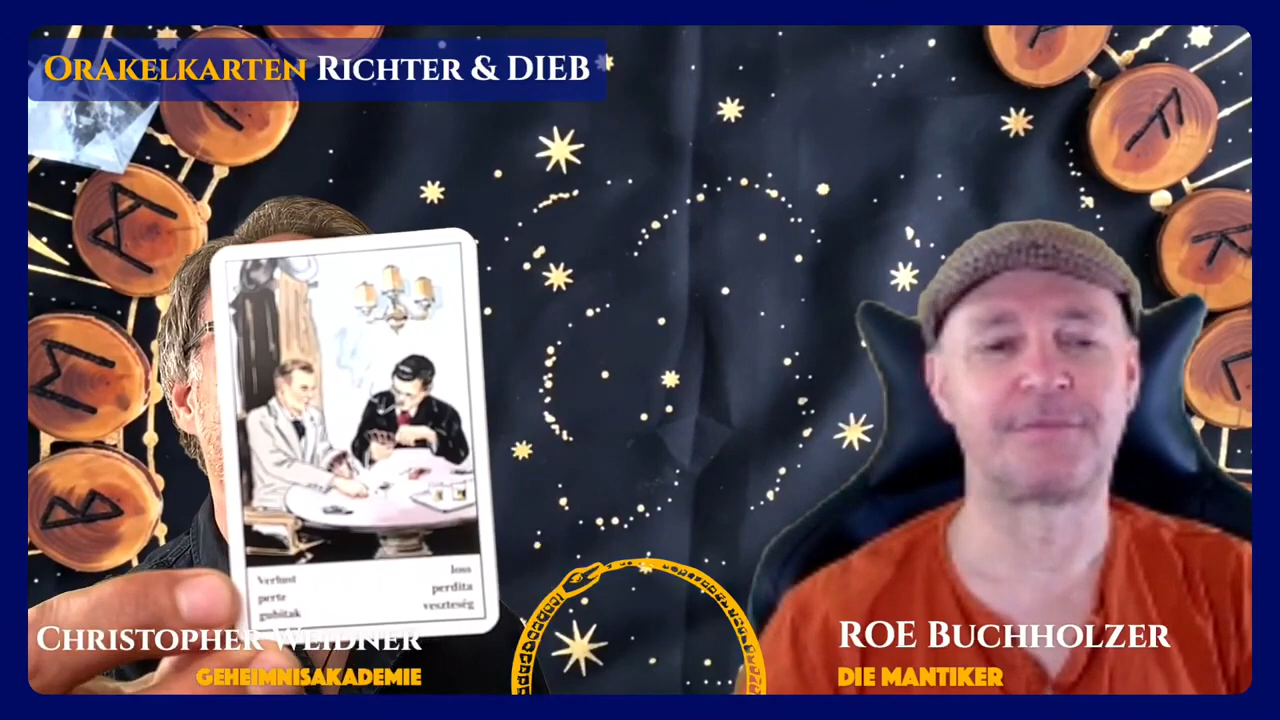 ORAKELKARTEN RICHTER & DIEB
Verlust
perte
gubitak
loss
perdita
veszteség
CHRISTOPHER WEIDNER
GEHEIMNISAKADEMIE
ROE BUCHHOLZER
DIE MANTIKER